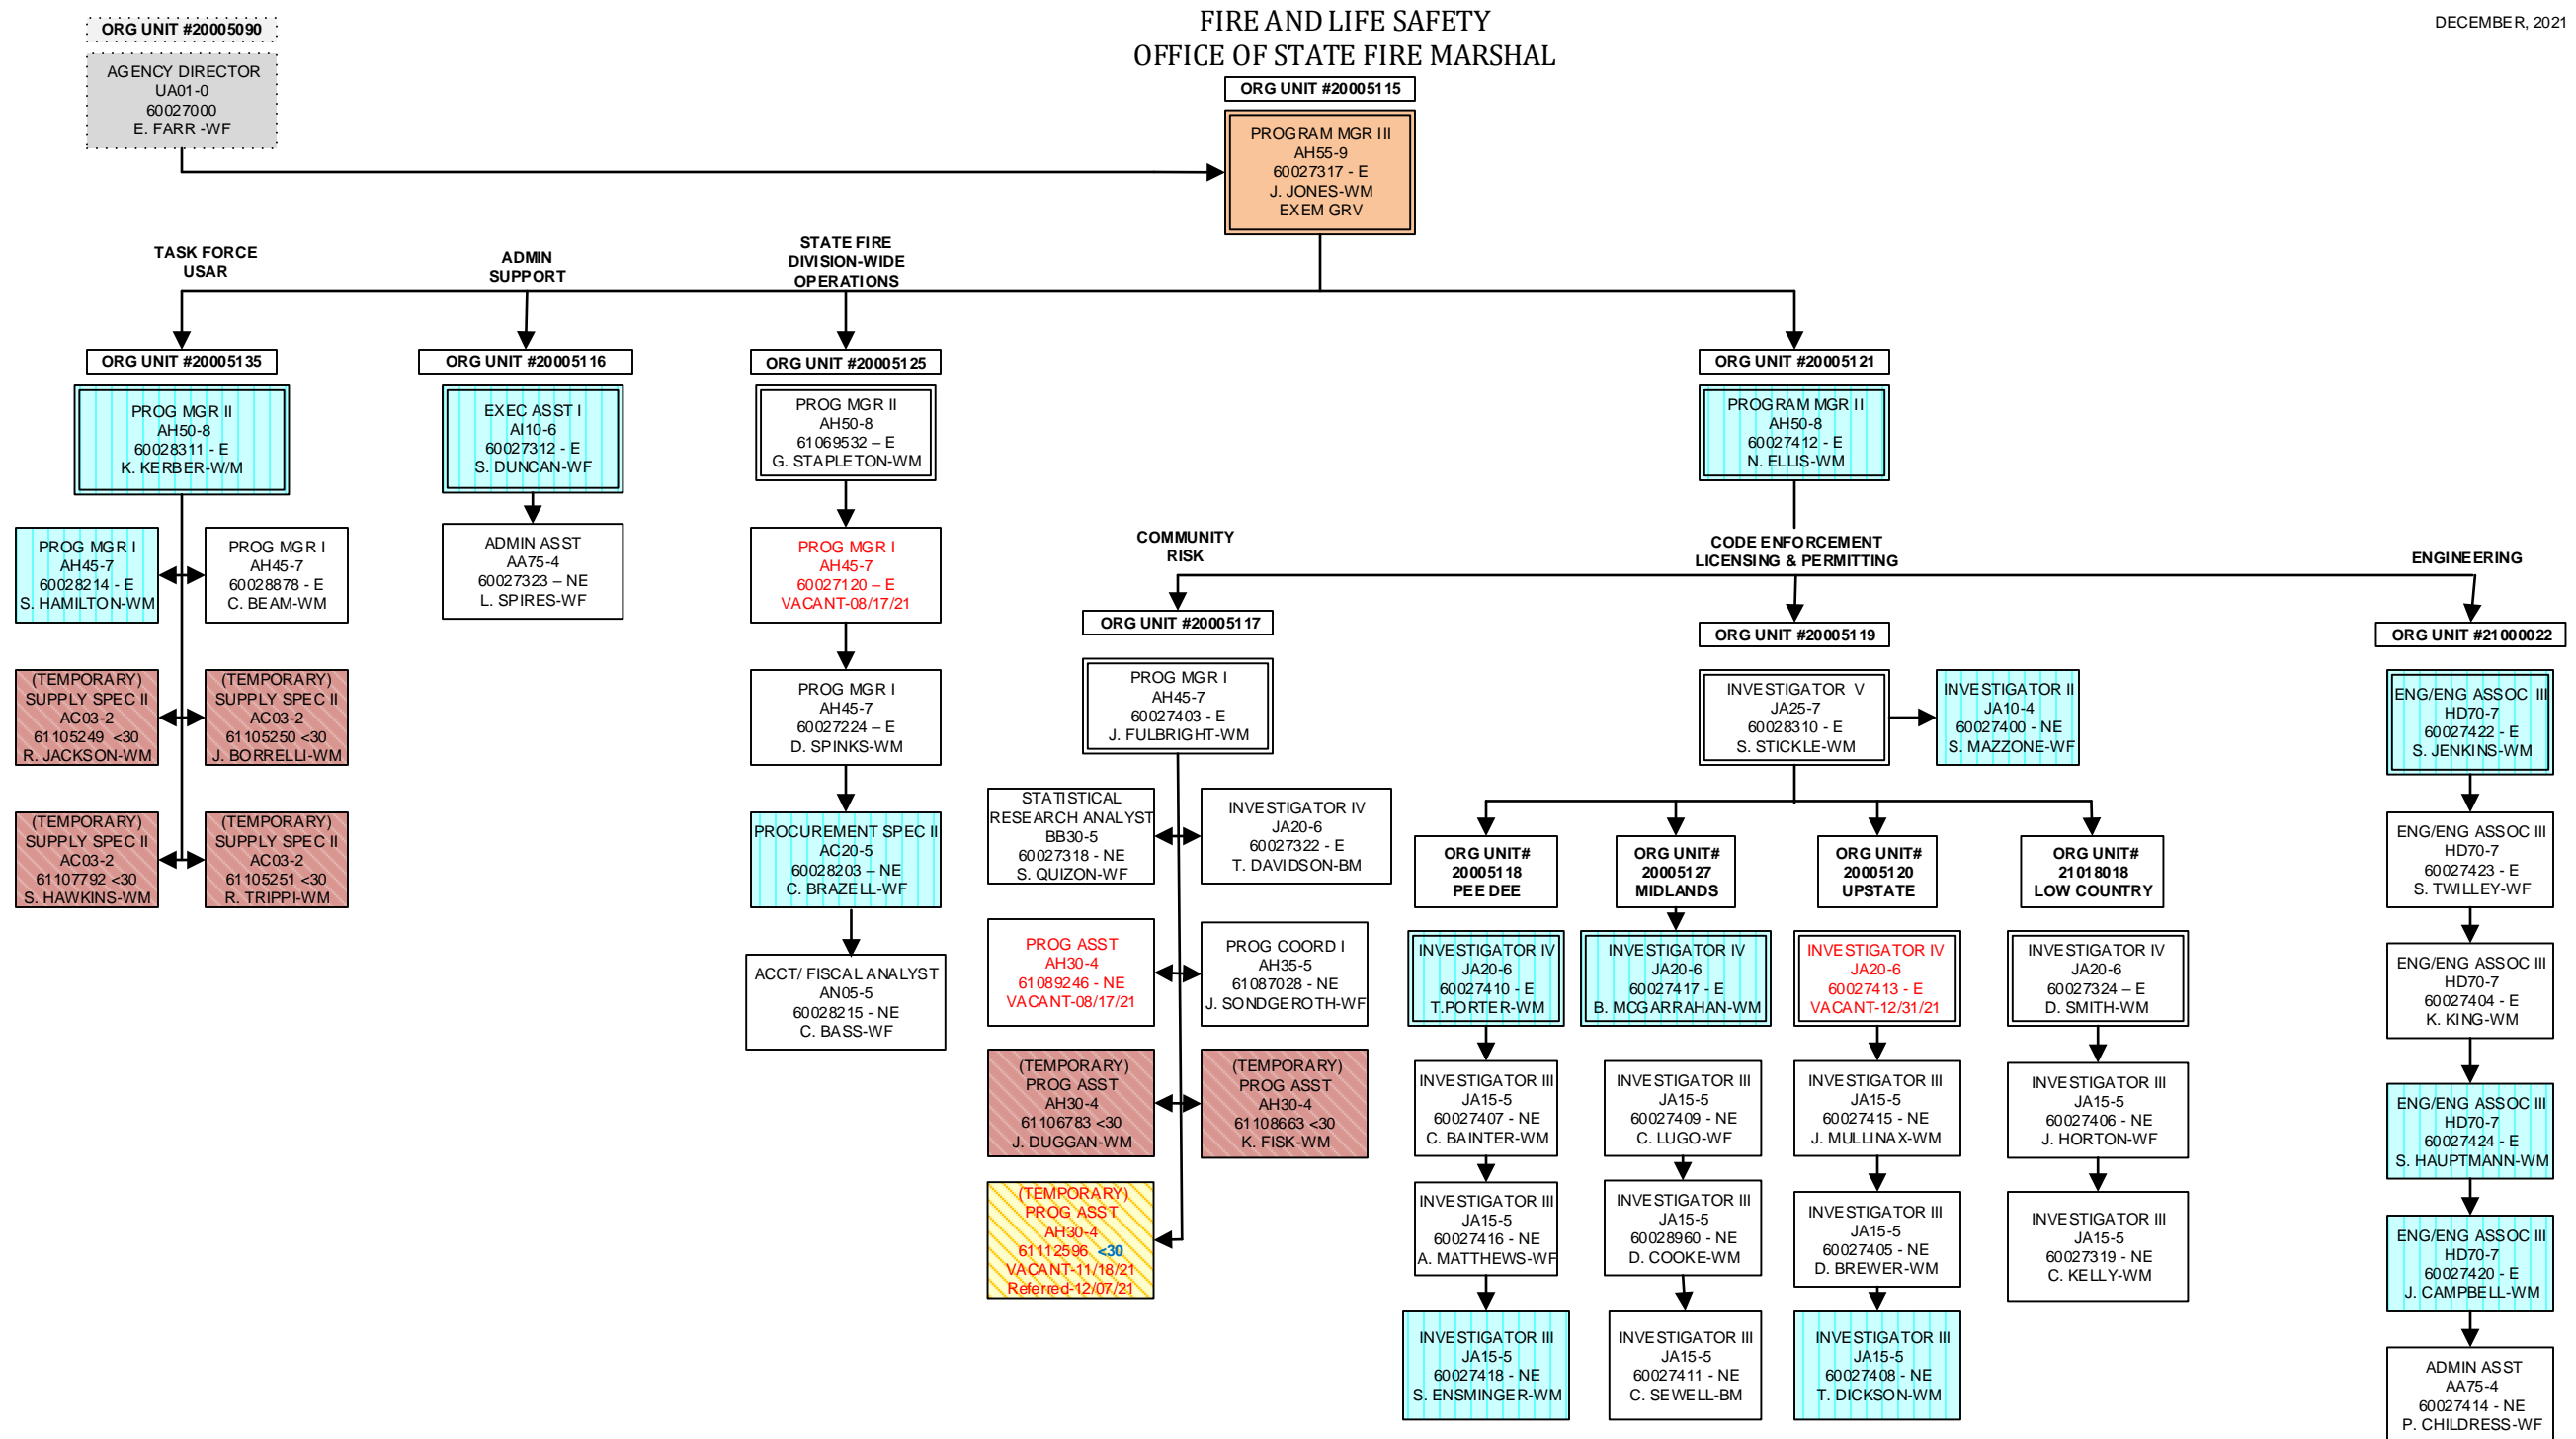 FIRE AND LIFE SAFETY
OFFICE OF STATE FIRE MARSHAL
DECEMBER, 2021
ORG UNIT #20005090
AGENCY DIRECTOR
UA01-0
60027000
E. FARR -WF
ORG UNIT #20005115
PROGRAM MGR III
AH55-9
60027317 - E
J. JONES-WM
EXEM GRV
TASK FORCE
USAR
ADMIN
SUPPORT
STATE FIRE
DIVISION-WIDE
OPERATIONS
ORG UNIT #20005135
PROG MGR II
AH50-8
60028311 - E
K. KERBER-W/M
PROG MGR I
AH45-7
60028214 - E
S. HAMILTON-WM
PROG MGR I
AH45-7
60028878 - E
C. BEAM-WM
(TEMPORARY)
SUPPLY SPEC II
AC03-2
61105249 <30
R. JACKSON-WM
(TEMPORARY)
SUPPLY SPEC II
AC03-2
61105250 <30
J. BORRELLI-WM
(TEMPORARY)
SUPPLY SPEC II
AC03-2
61107792 <30
S. HAWKINS-WM
(TEMPORARY)
SUPPLY SPEC II
AC03-2
61105251 <30
R. TRIPPI-WM
ORG UNIT #20005116
EXEC ASST I
AI10-6
60027312 - E
S. DUNCAN-WF
ADMIN ASST
AA75-4
60027323 – NE
L. SPIRES-WF
ORG UNIT #20005125
PROG MGR II
AH50-8
61069532 – E
G. STAPLETON-WM
PROG MGR I
AH45-7
60027120 – E
VACANT-08/17/21
PROG MGR I
AH45-7
60027224 – E
D. SPINKS-WM
PROCUREMENT SPEC II
AC20-5
60028203 – NE
C. BRAZELL-WF
ACCT/ FISCAL ANALYST
AN05-5
60028215 - NE
C. BASS-WF
ORG UNIT #20005121
PROGRAM MGR II
AH50-8
60027412 - E
N. ELLIS-WM
COMMUNITY
RISK
CODE ENFORCEMENT
LICENSING & PERMITTING
ENGINEERING
ORG UNIT #20005117
PROG MGR I
AH45-7
60027403 - E
J. FULBRIGHT-WM
STATISTICAL
RESEARCH ANALYST
BB30-5
60027318 - NE
S. QUIZON-WF
INVESTIGATOR IV
JA20-6
60027322 - E
T. DAVIDSON-BM
PROG ASST
AH30-4
61089246 - NE
VACANT-08/17/21
PROG COORD I
AH35-5
61087028 - NE
J. SONDGEROTH-WF
(TEMPORARY)
PROG ASST
AH30-4
61106783 <30
J. DUGGAN-WM
(TEMPORARY)
PROG ASST
AH30-4
61108663 <30
K. FISK-WM
(TEMPORARY)
PROG ASST
AH30-4
61112596 <30
VACANT-11/18/21
Referred-12/07/21
ORG UNIT #20005119
INVESTIGATOR V
JA25-7
60028310 - E
S. STICKLE-WM
INVESTIGATOR II
JA10-4
60027400 - NE
S. MAZZONE-WF
ORG UNIT#
20005118
PEE DEE
INVESTIGATOR IV
JA20-6
60027410 - E
T.PORTER-WM
INVESTIGATOR III
JA15-5
60027407 - NE
C. BAINTER-WM
INVESTIGATOR III
JA15-5
60027416 - NE
A. MATTHEWS-WF
INVESTIGATOR III
JA15-5
60027418 - NE
S. ENSMINGER-WM
ORG UNIT#
20005127
MIDLANDS
INVESTIGATOR IV
JA20-6
60027417 - E
B. MCGARRAHAN-WM
INVESTIGATOR III
JA15-5
60027409 - NE
C. LUGO-WF
INVESTIGATOR III
JA15-5
60028960 - NE
D. COOKE-WM
INVESTIGATOR III
JA15-5
60027411 - NE
C. SEWELL-BM
ORG UNIT#
20005120
UPSTATE
INVESTIGATOR IV
JA20-6
60027413 - E
VACANT-12/31/21
INVESTIGATOR III
JA15-5
60027415 - NE
J. MULLINAX-WM
INVESTIGATOR III
JA15-5
60027405 - NE
D. BREWER-WM
INVESTIGATOR III
JA15-5
60027408 - NE
T. DICKSON-WM
ORG UNIT#
21018018
LOW COUNTRY
INVESTIGATOR IV
JA20-6
60027324 – E
D. SMITH-WM
INVESTIGATOR III
JA15-5
60027406 - NE
J. HORTON-WF
INVESTIGATOR III
JA15-5
60027319 - NE
C. KELLY-WM
ORG UNIT #21000022
ENG/ENG ASSOC III
HD70-7
60027422 - E
S. JENKINS-WM
ENG/ENG ASSOC III
HD70-7
60027423 – E
S. TWILLEY-WF
ENG/ENG ASSOC III
HD70-7
60027404 - E
K. KING-WM
ENG/ENG ASSOC III
HD70-7
60027424 - E
S. HAUPTMANN-WM
ENG/ENG ASSOC III
HD70-7
60027420 - E
J. CAMPBELL-WM
ADMIN ASST
AA75-4
60027414 - NE
P. CHILDRESS-WF